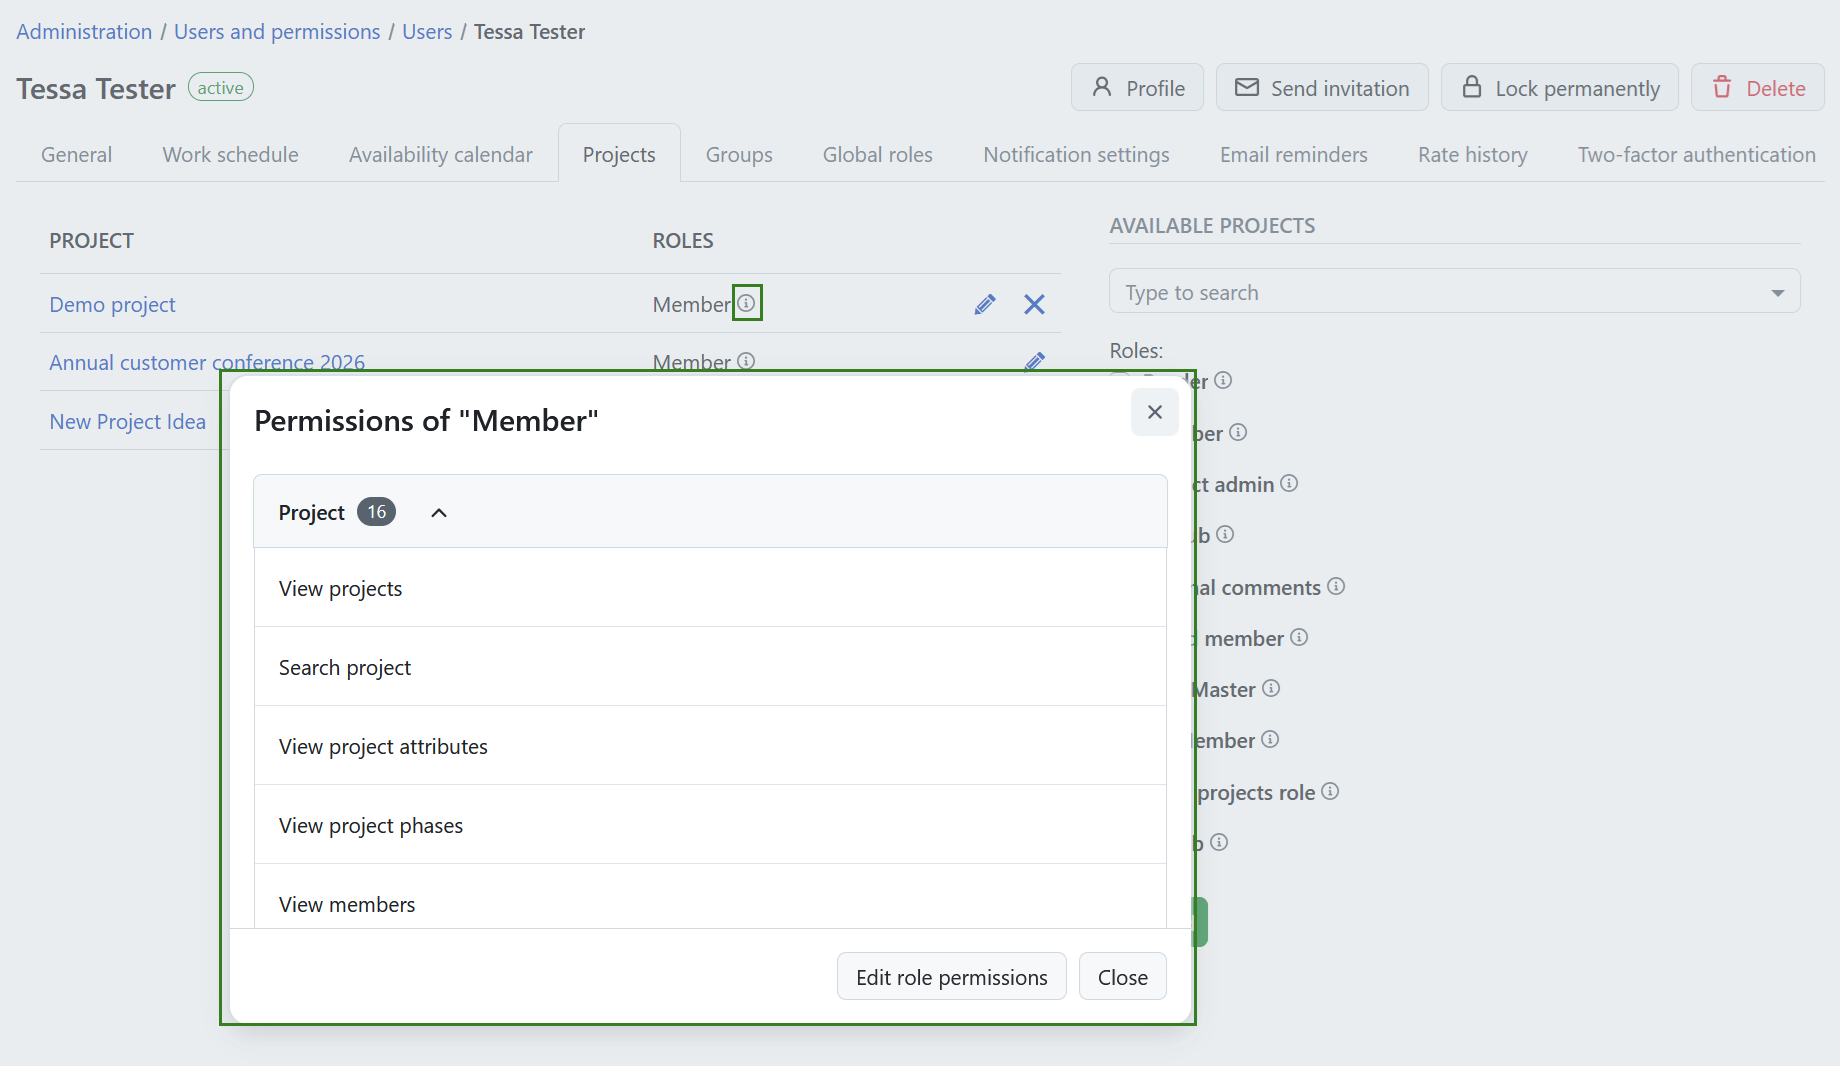 Administration / Users and permissions / Users / Tessa Tester
Tessa Tester active
Profile
Send invitation
Lock permanently
Delete
General
Work schedule
Availability calendar
Projects
Groups
Global roles
Notification settings
Email reminders
Rate history
Two-factor authentication
PROJECT ROLES
Demo project Member
Annual customer conference 2026 Member
New Project Idea
AVAILABLE PROJECTS
Type to search
Roles:
admin
comments
member
Master
projects role
Permissions of "Member"
Project 16
View projects
Search project
View project attributes
View project phases
View members
Edit role permissions
Close